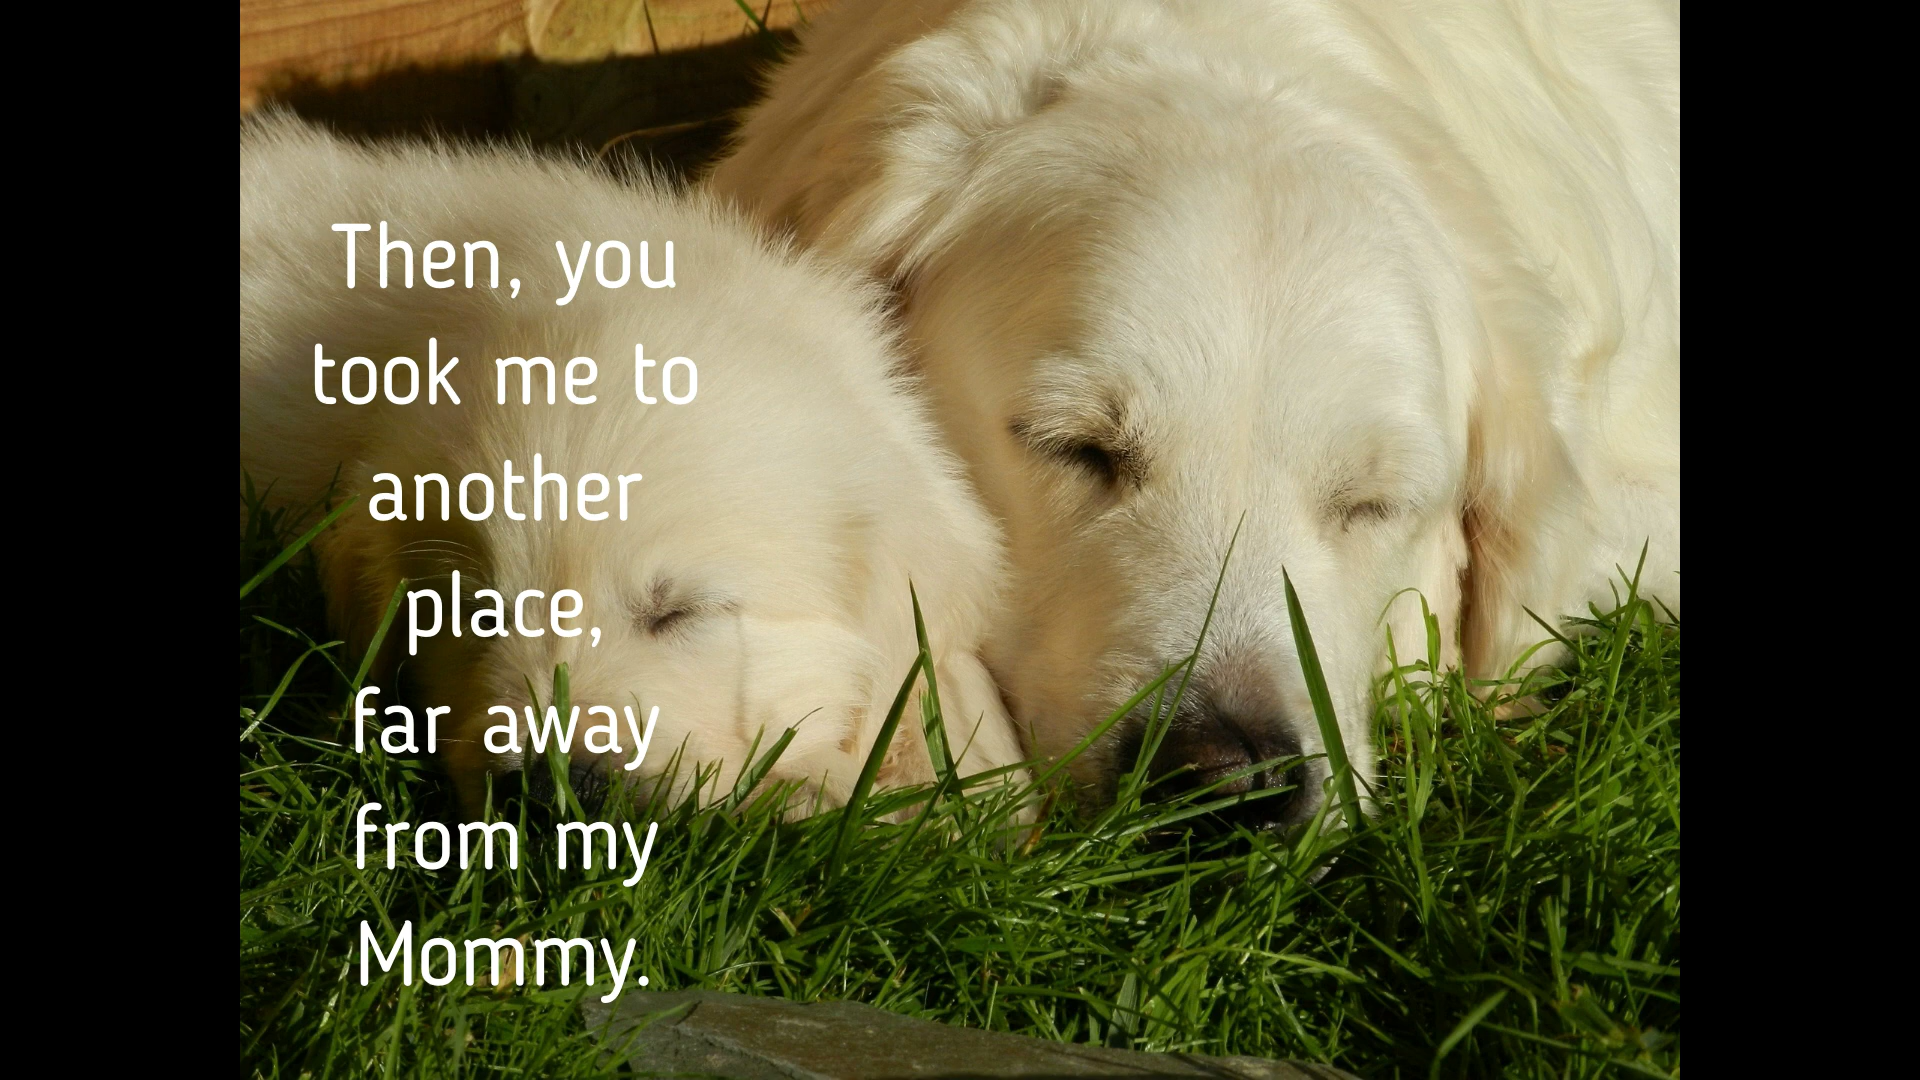 Then, you
took me to
another
place,
far away
from my
Mommy.